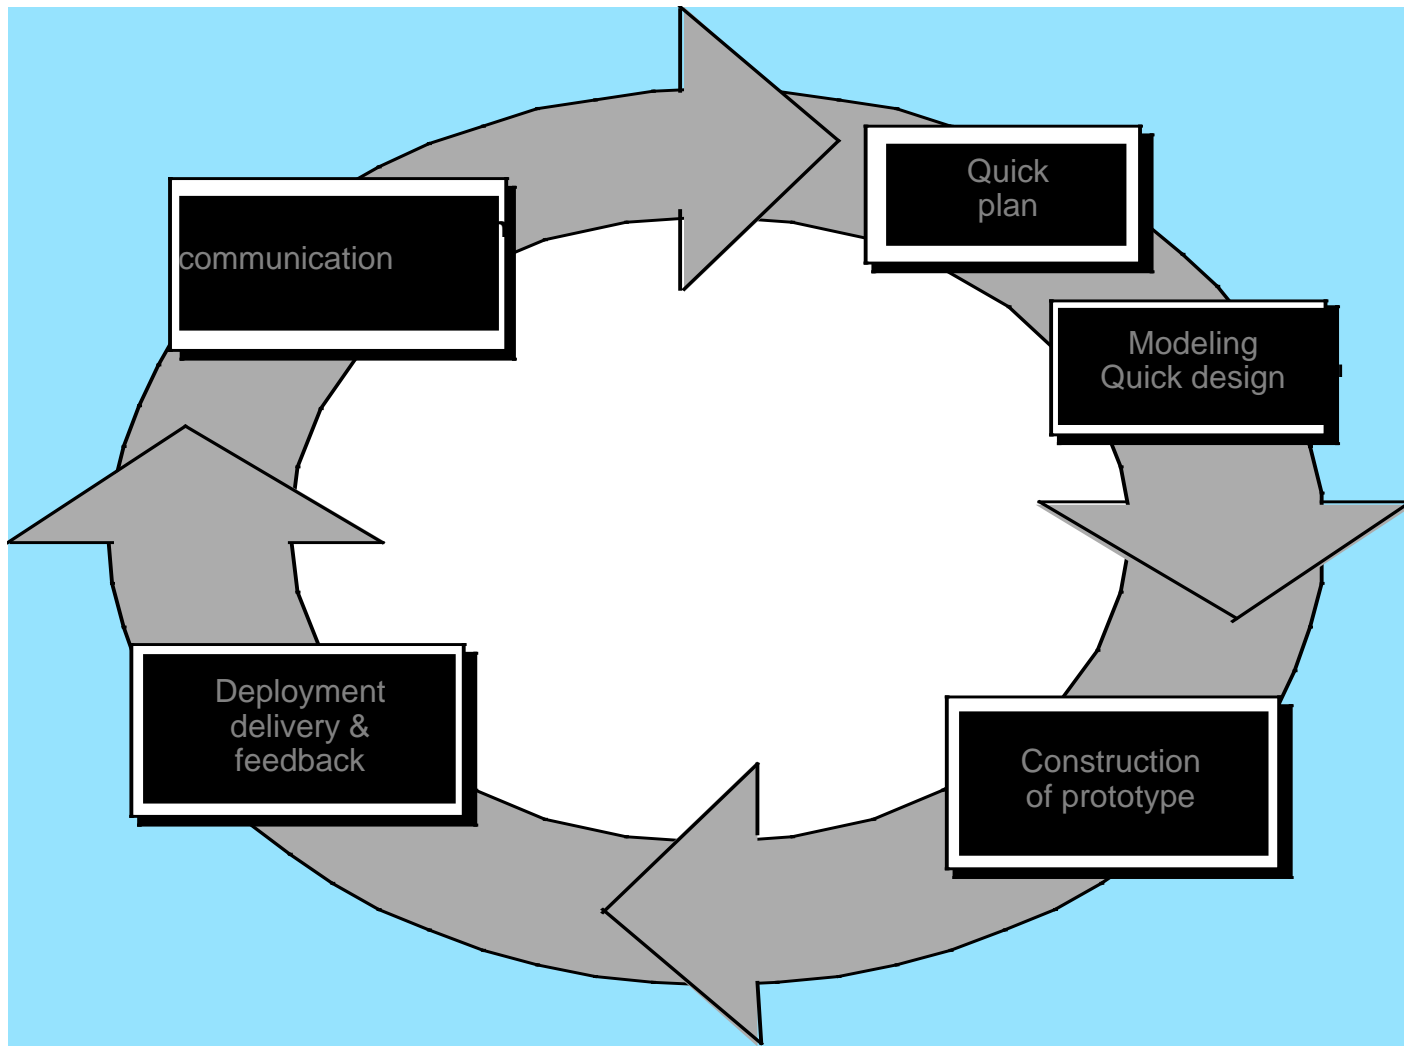 communication
Quick
plan
Modeling
Quick design
Construction
of prototype
Deployment
delivery &
feedback